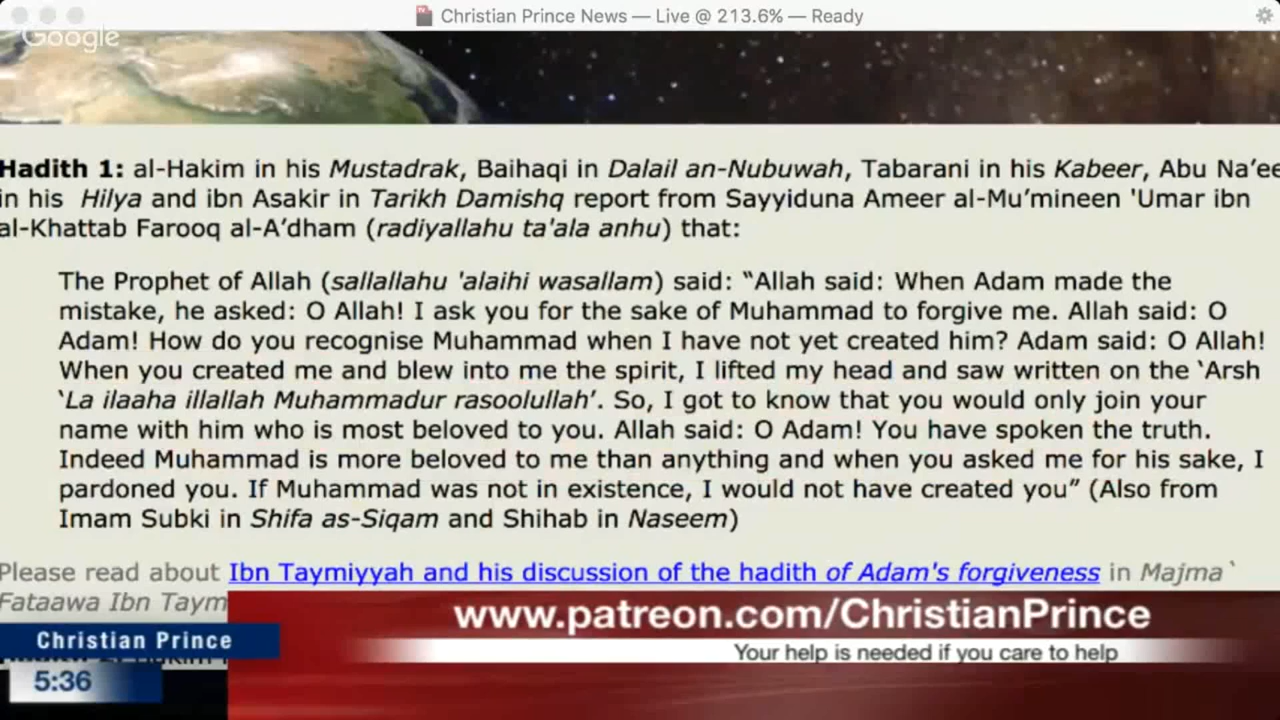 Christian Prince News — Live @ 213.6% — Ready
Google
Hadith 1: al-Hakim in his Mustadrak, Baihaqi in Dalail an-Nubuwah, Tabarani in his Kabeer, Abu Na’ee
in his Hilya and ibn Asakir in Tarikh Damishq report from Sayyiduna Ameer al-Mu’mineen 'Umar ibn
al-Khattab Farooq al-A’dham (radiyallahu ta'ala anhu) that:
The Prophet of Allah (sallallahu 'alaihi wasallam) said: “Allah said: When Adam made the
mistake, he asked: O Allah! I ask you for the sake of Muhammad to forgive me. Allah said: O
Adam! How do you recognise Muhammad when I have not yet created him? Adam said: O Allah!
When you created me and blew into me the spirit, I lifted my head and saw written on the ‘Arsh
‘La ilaaha illallah Muhammadur rasoolullah’. So, I got to know that you would only join your
name with him who is most beloved to you. Allah said: O Adam! You have spoken the truth.
Indeed Muhammad is more beloved to me than anything and when you asked me for his sake, I
pardoned you. If Muhammad was not in existence, I would not have created you” (Also from
Imam Subki in Shifa as-Siqam and Shihab in Naseem)
Please read about Ibn Taymiyyah and his discussion of the hadith of Adam's forgiveness in Majma`
Fataawa Ibn Taym
www.patreon.com/ChristianPrince
Christian Prince
Your help is needed if you care to help
5:36